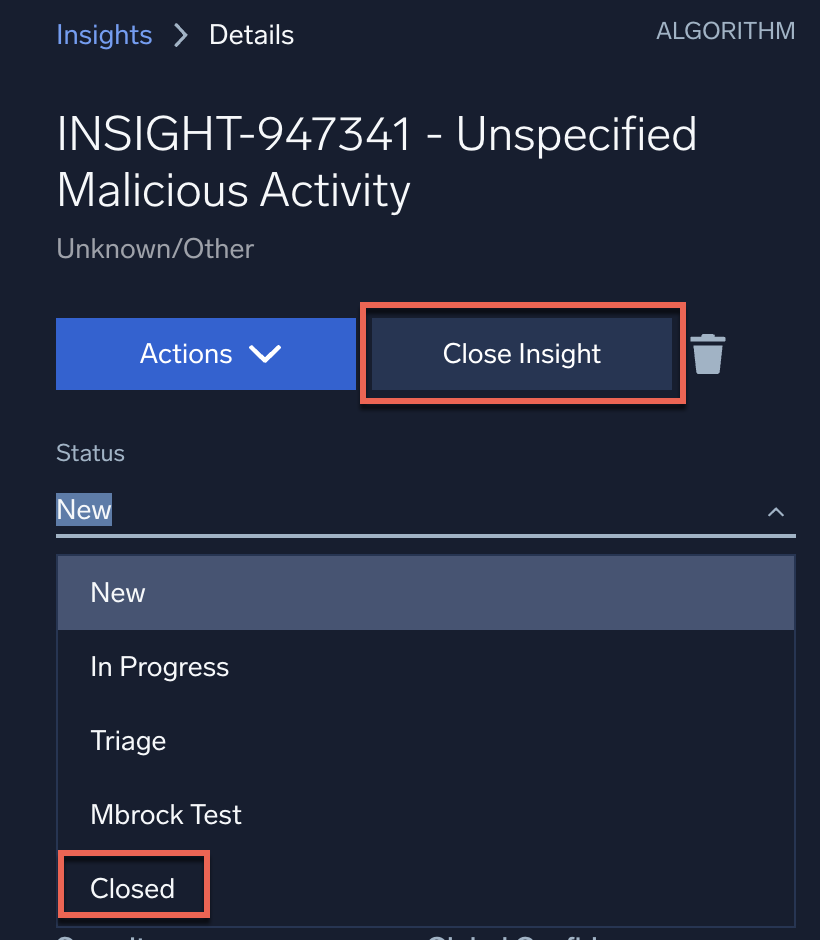 Insights > Details
ALGORITHM
INSIGHT-947341 - Unspecified
Malicious Activity
Unknown/Other
Actions
Close Insight
Status
New
New
In Progress
Triage
Mbrock Test
Closed